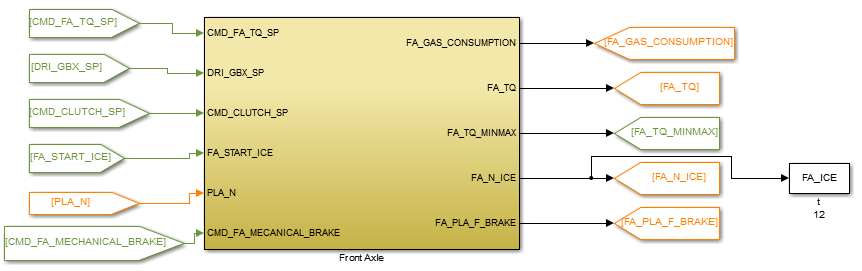 [CMD_FA_TQ_SP]
[DRI_GBX_SP]
[CMD_CLUTCH_SP]
[FA_START_ICE]
[PLA_N]
[CMD_FA_MECHANICAL_BRAKE]
CMD_FA_TQ_SP
DRI_GBX_SP
CMD_CLUTCH_SP
FA_START_ICE
PLA_N
CMD_FA_MECANICAL_BRAKE
FA_GAS_CONSUMPTION
FA_TQ
FA_TQ_MINMAX
FA_N_ICE
FA_PLA_F_BRAKE
Front Axle
[FA_GAS_CONSUMPTION]
[FA_TQ]
[FA_TQ_MINMAX]
[FA_N_ICE]
[FA_PLA_F_BRAKE]
FA_ICE
t
12